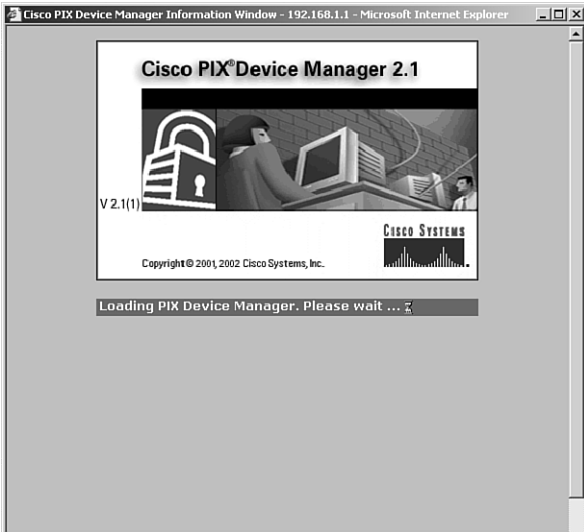 Cisco PIX Device Manager Information Window - 192.168.1.1 - Microsoft Internet Explorer
Cisco PIX® Device Manager 2.1
V 2.1(1)
CISCO SYSTEMS
Copyright © 2001, 2002 Cisco Systems, Inc.
Loading PIX Device Manager. Please wait ...